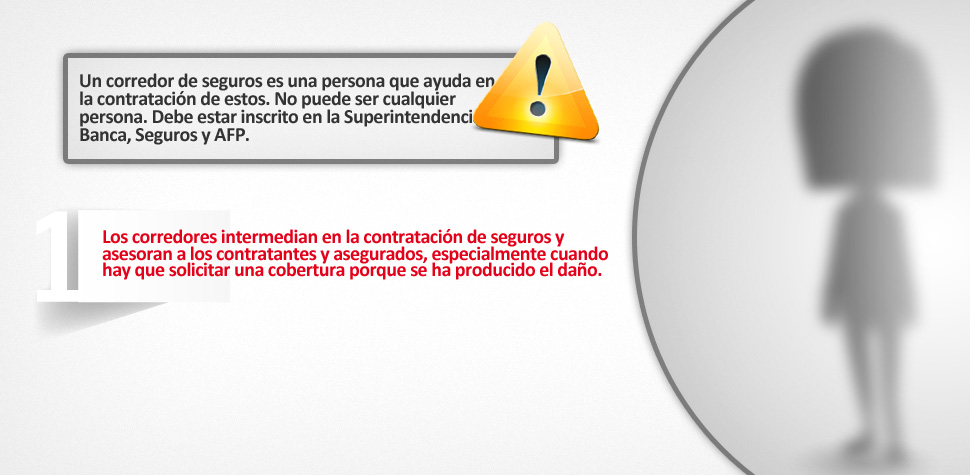 Un corredor de seguros es una persona que ayuda en
la contratación de estos. No puede ser cualquier
persona. Debe estar inscrito en la
Banca, Seguros y AFP.
1
Los corredores intermedian en la contratación de seguros y
asesoran a los contratantes y asegurados, especialmente cuando
hay que solicitar una cobertura porque se ha producido el daño.